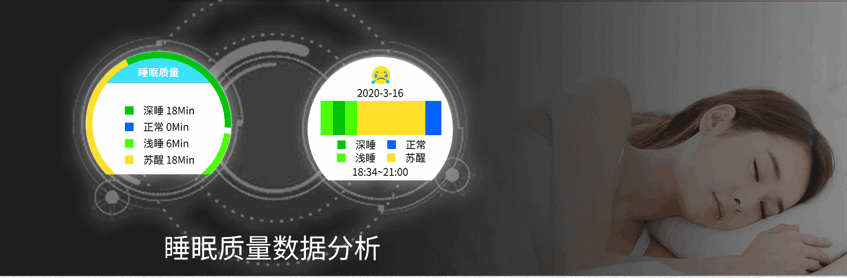 睡眠质量
深睡 18Min
正常 0Min
浅睡 6Min
苏醒 18Min
2020-3-16
深睡 正常
浅睡 苏醒
18:34~21:00
睡眠质量数据分析